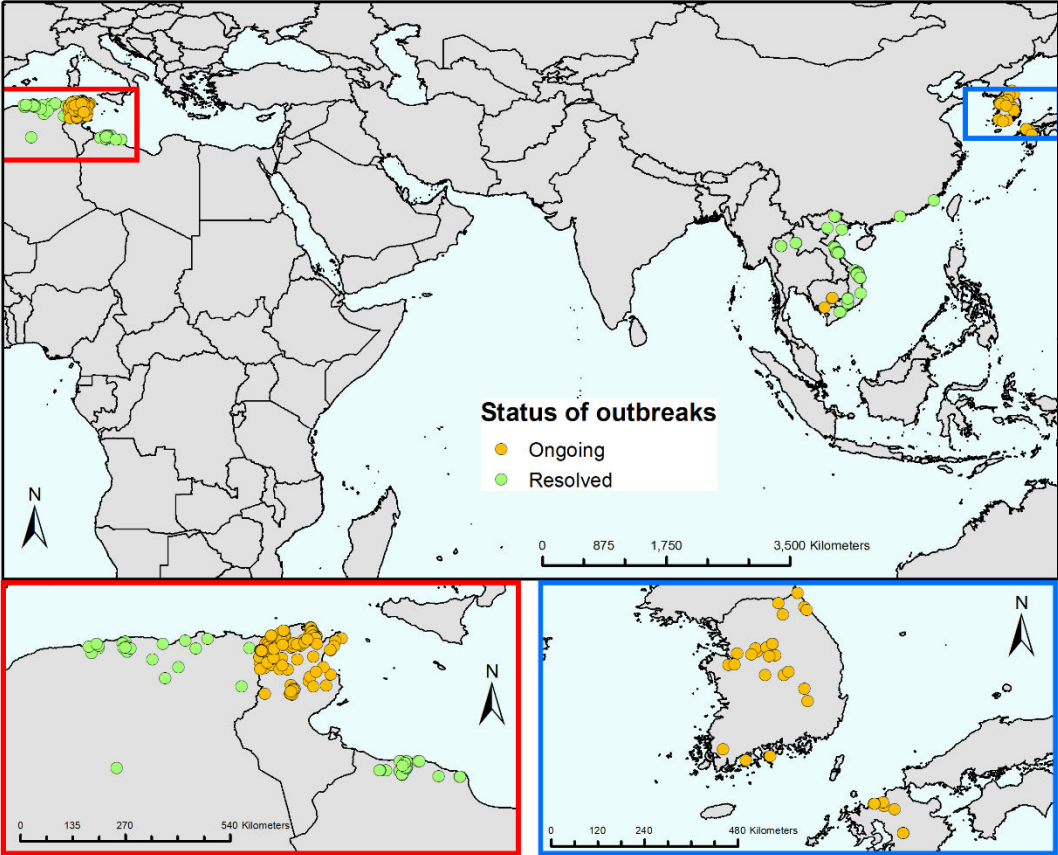 Status of outbreaks
Ongoing
Resolved
N
0 875 1,750 3,500 Kilometers
N
0 135 270 540 Kilometers
N
0 120 240 480 Kilometers